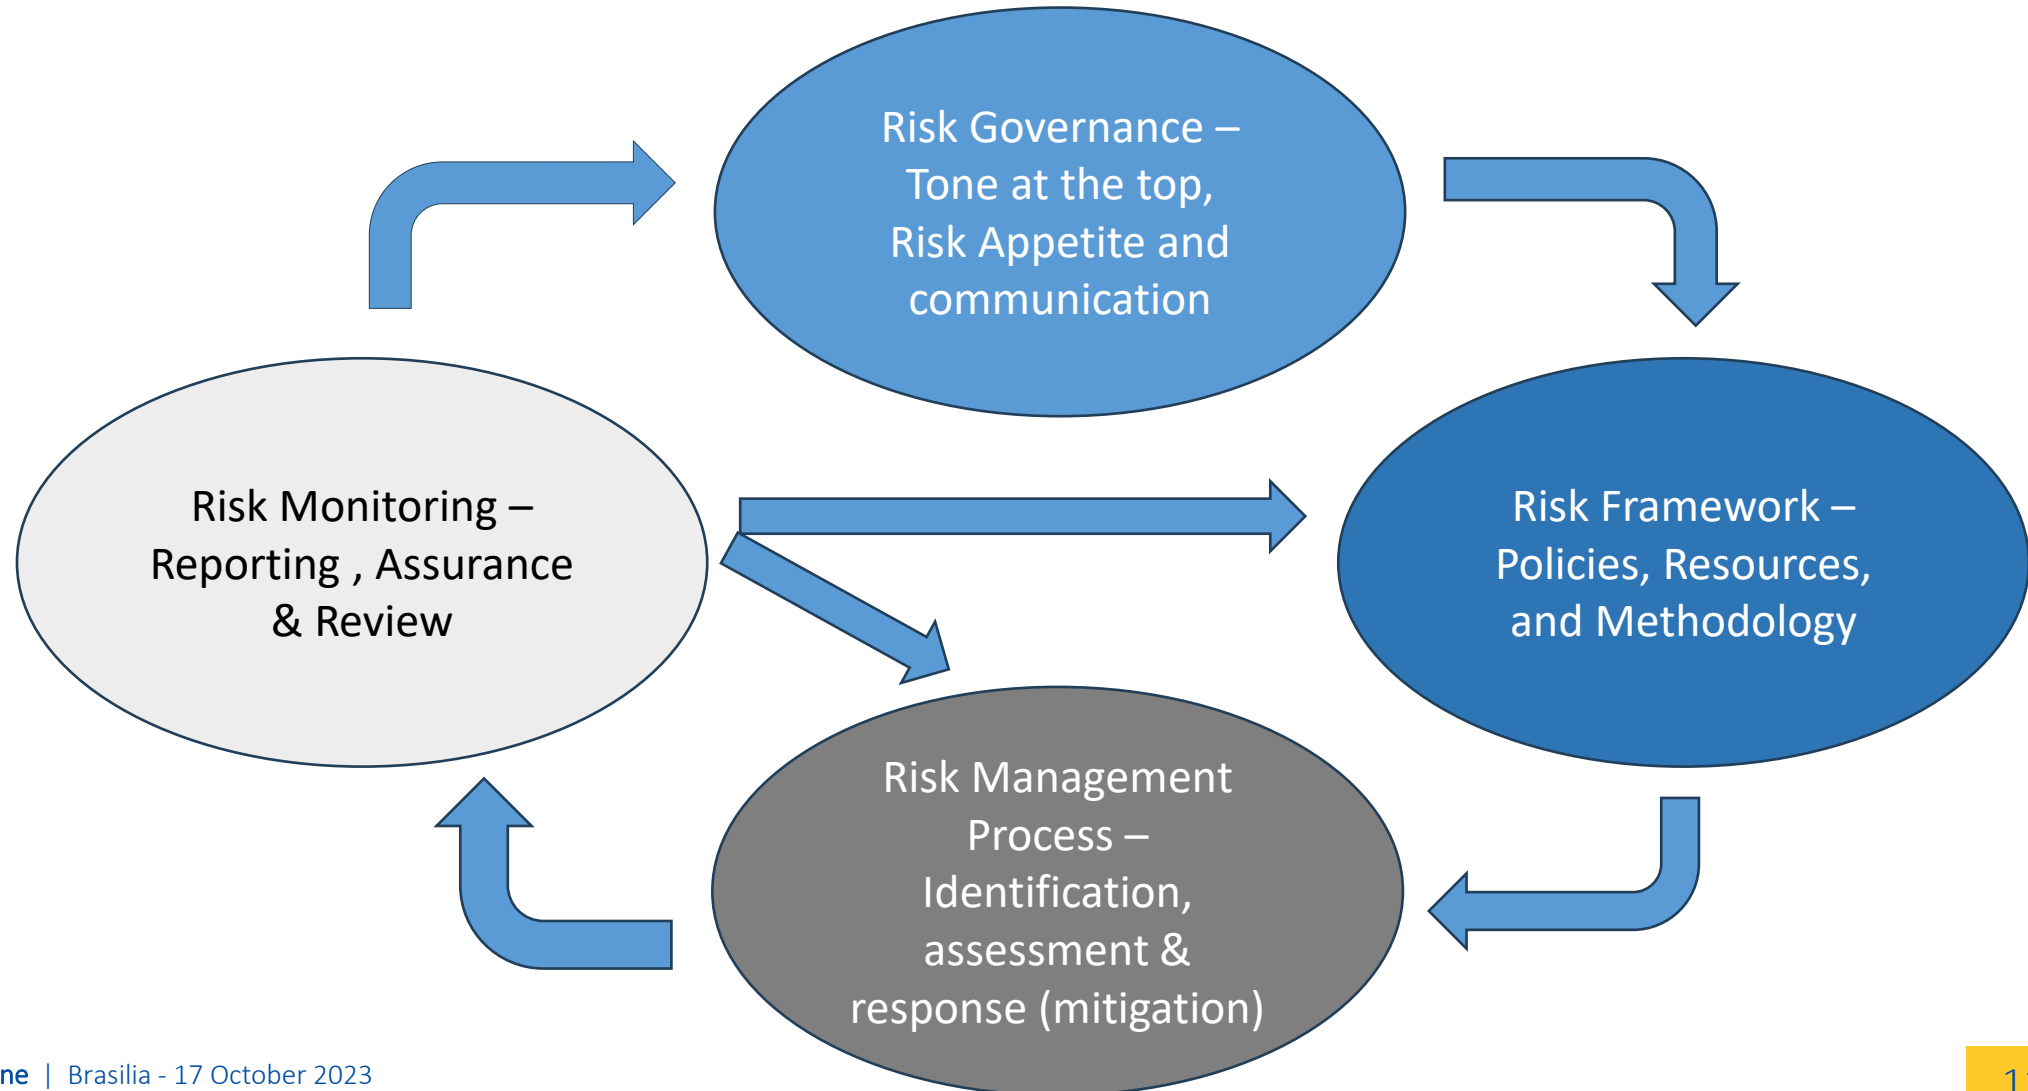 Risk Governance –
Tone at the top,
Risk Appetite and
communication
Risk Monitoring –
Reporting , Assurance
& Review
Risk Framework –
Policies, Resources,
and Methodology
Risk Management
Process –
Identification,
assessment &
response (mitigation)
ne | Brasilia - 17 October 2023